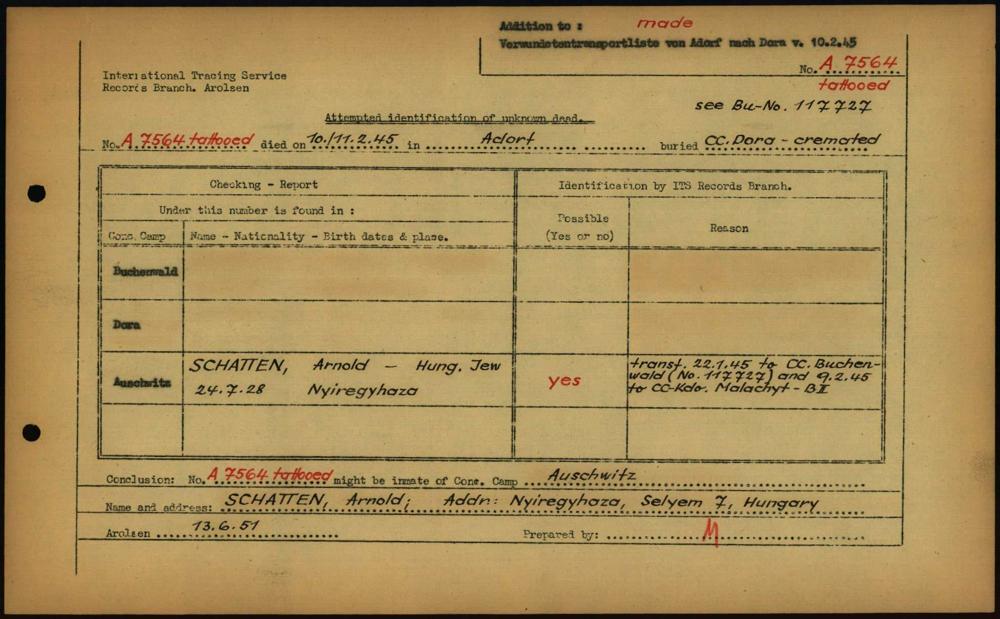 Addition to : made
Verwundetentransportliste von Adorf nach Dora v. 10.2.45
International Tracing Service
Records Branch. Arolsen
No. A 7564
tattooed
see Bu-No. 117727
Attempted identification of unknown dead.
No. A 7564 tattooed died on 10./11.2.45 in Adorf buried CC. Dora - cremated
Checking - Report
Identification by ITS Records Branch.
Under this number is found in :
Possible
(Yes or no)
Reason
Conc. Camp
Name - Nationality - Birth dates & place.
Buchenwald
Dora
Auschwitz
SCHATTEN, Arnold - Hung. Jew
24.7.28 Nyiregyhaza
yes
transf. 22.1.45 to CC. Buchen-
wald (No. 117727) and 9.2.45
to CC-Kdo. Malachyt - B II
Conclusion: No. A 7564 tattooed might be inmate of Conc. Camp Auschwitz
Name and address: SCHATTEN, Arnold; Addr: Nyiregyhaza, Selyem 7, Hungary
Arolsen 13.6.51
Prepared by: M